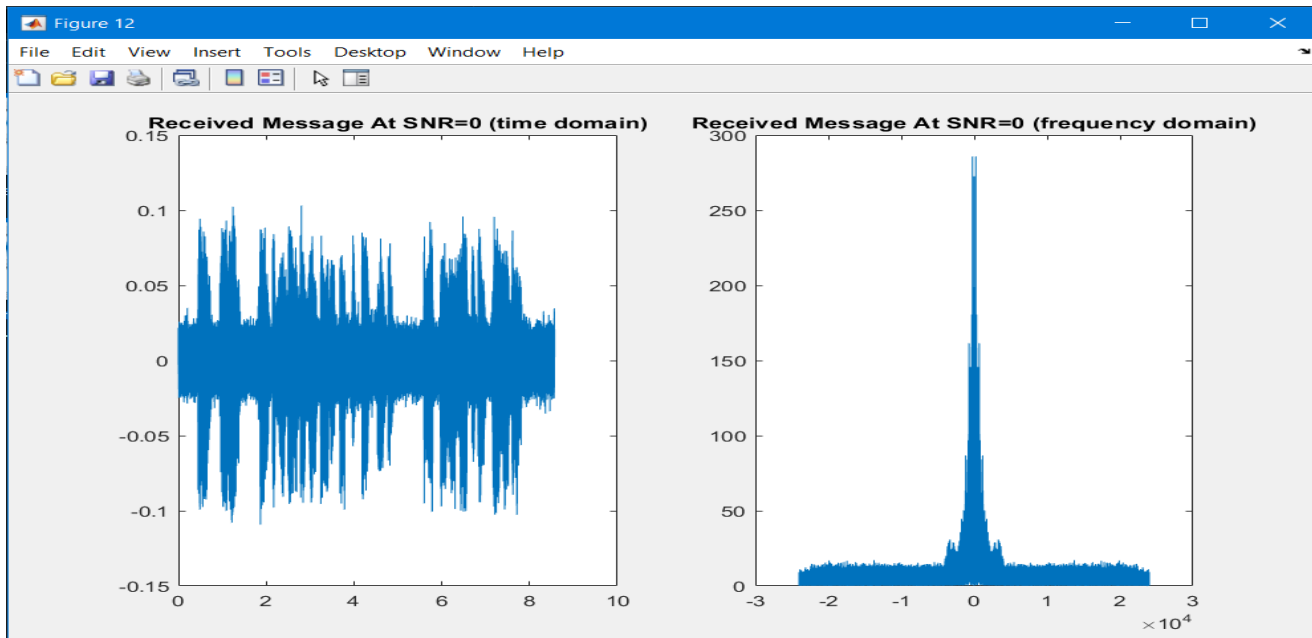 Figure 12
File Edit View Insert Tools Desktop Window Help
Received Message At SNR=0 (time domain)
0.15
0.1
0.05
0
-0.05
-0.1
-0.15
0 2 4 6 8 10
Received Message At SNR=0 (frequency domain)
300
250
200
150
100
50
0
-3 -2 -1 0 1 2 3
×10^4